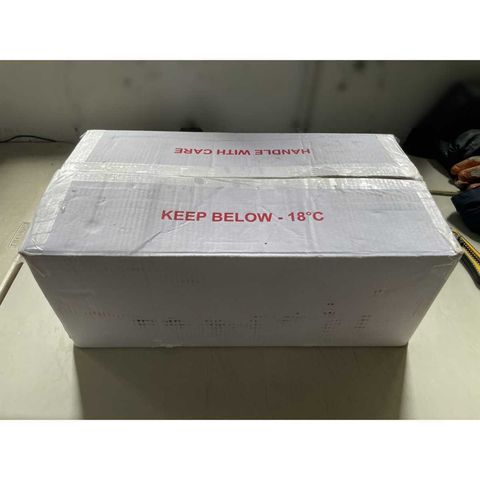 HANDLE WITH CARE
KEEP BELOW - 18°C